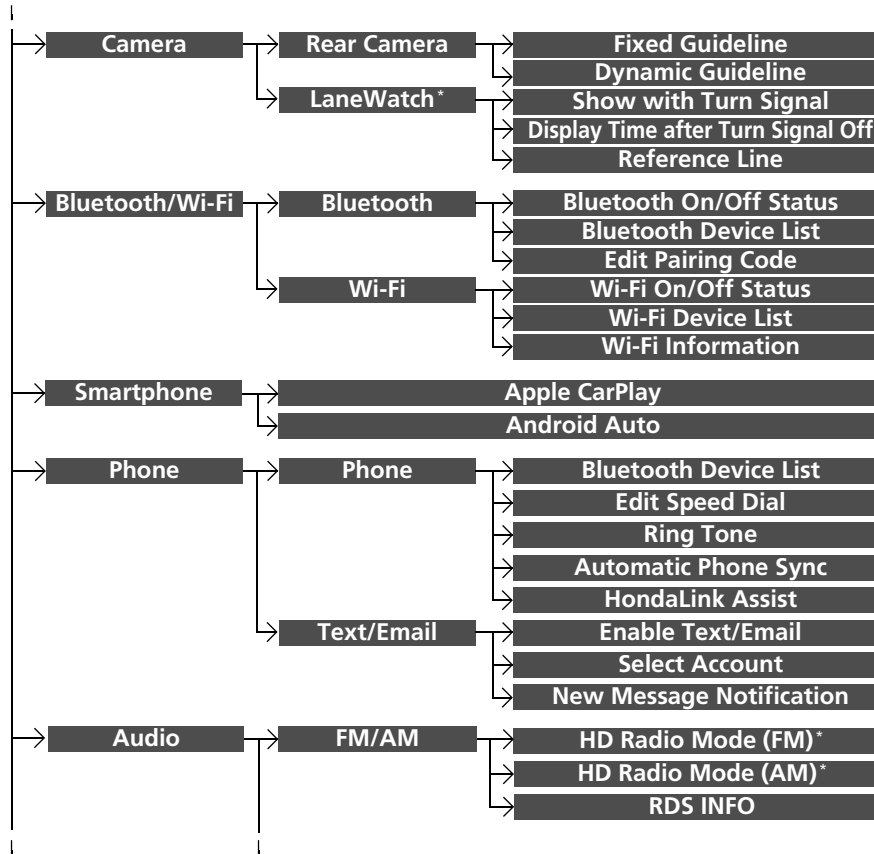 Camera
Rear Camera
Fixed Guideline
Dynamic Guideline
LaneWatch*
Show with Turn Signal
Display Time after Turn Signal Off
Reference Line
Bluetooth/Wi-Fi
Bluetooth
Bluetooth On/Off Status
Bluetooth Device List
Edit Pairing Code
Wi-Fi
Wi-Fi On/Off Status
Wi-Fi Device List
Wi-Fi Information
Smartphone
Apple CarPlay
Android Auto
Phone
Phone
Bluetooth Device List
Edit Speed Dial
Ring Tone
Automatic Phone Sync
HondaLink Assist
Text/Email
Enable Text/Email
Select Account
New Message Notification
Audio
FM/AM
HD Radio Mode (FM)*
HD Radio Mode (AM)*
RDS INFO